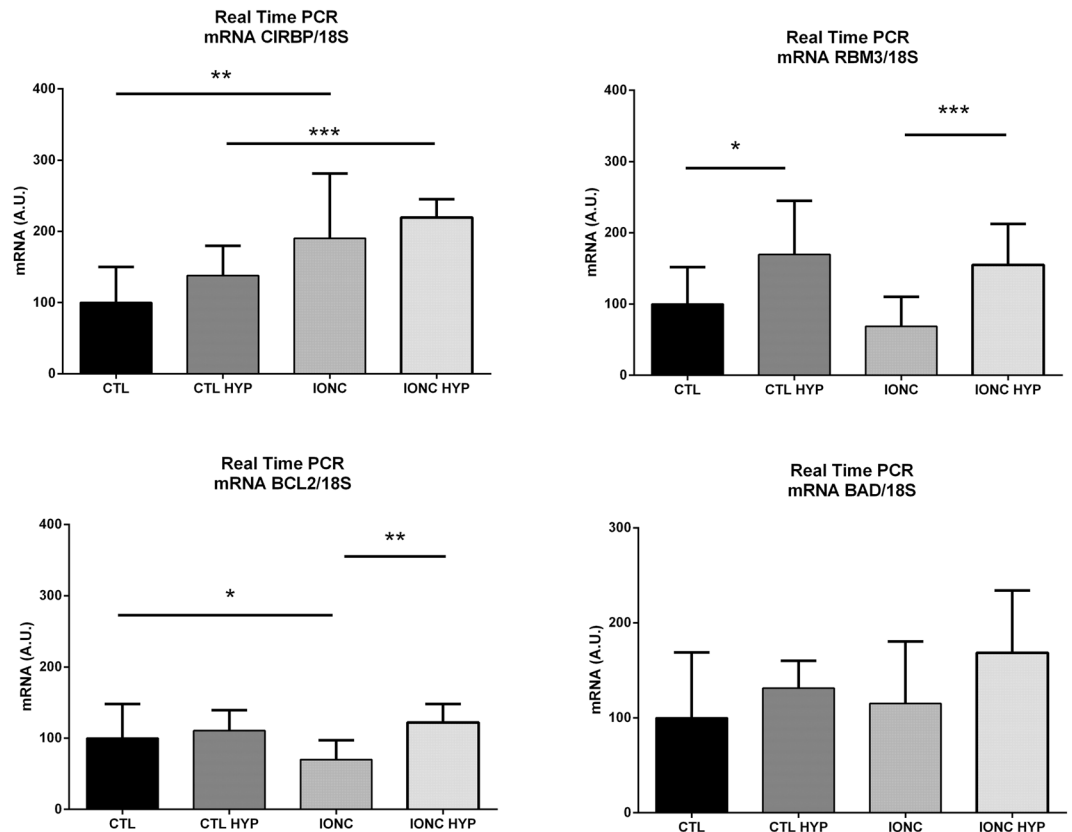 Real Time PCR
mRNA CIRBP/18S
400
300
200
100
0
mRNA (A.U.)
**
***
CTL
CTL HYP
IONC
IONC HYP
Real Time PCR
mRNA RBM3/18S
400
300
200
100
0
mRNA (A.U.)
*
***
CTL
CTL HYP
IONC
IONC HYP
Real Time PCR
mRNA BCL2/18S
400
300
200
100
0
mRNA (A.U.)
*
**
CTL
CTL HYP
IONC
IONC HYP
Real Time PCR
mRNA BAD/18S
300
200
100
0
mRNA (A.U.)
CTL
CTL HYP
IONC
IONC HYP